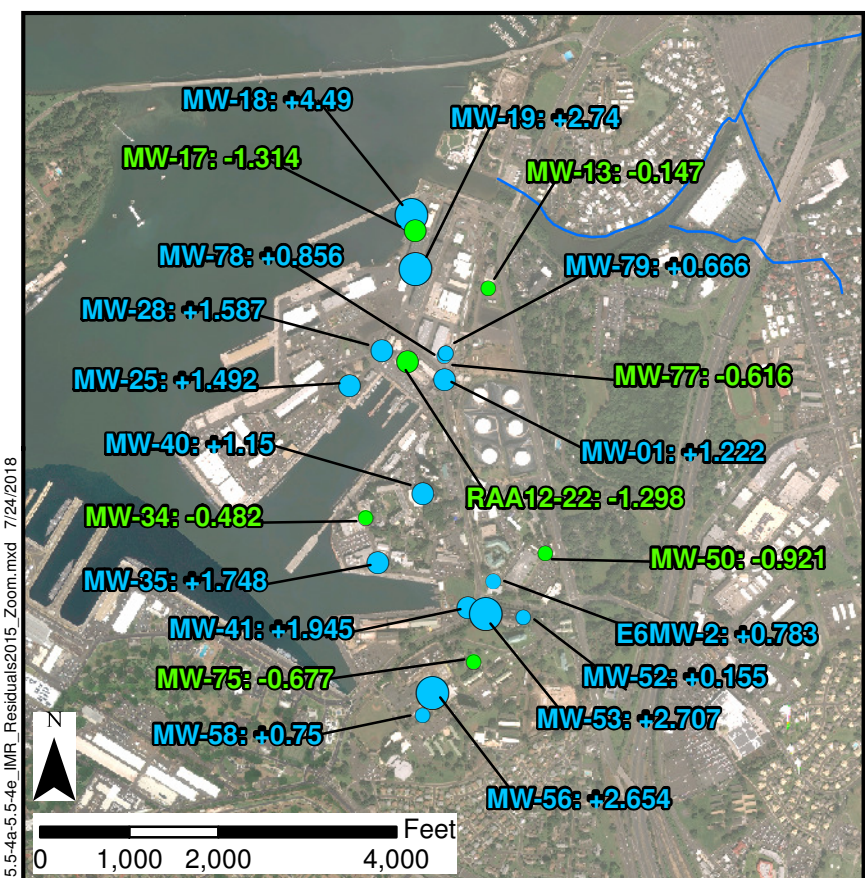 MW-18: +4.49
MW-19: +2.74
MW-17: -1.314
MW-13: -0.147
MW-78: +0.856
MW-79: +0.666
MW-28: +1.587
MW-25: +1.492
MW-77: -0.616
MW-40: +1.15
MW-01: +1.222
RAA12-22: -1.298
MW-34: -0.482
MW-50: -0.921
MW-35: +1.748
MW-41: +1.945
E6MW-2: +0.783
MW-75: -0.677
MW-52: +0.155
MW-58: +0.75
MW-53: +2.707
MW-56: +2.654
N
Feet
0 1,000 2,000 4,000
5.5-4a-5.5-4e_IMR_Residuals2015_Zoom.mxd 7/24/2018